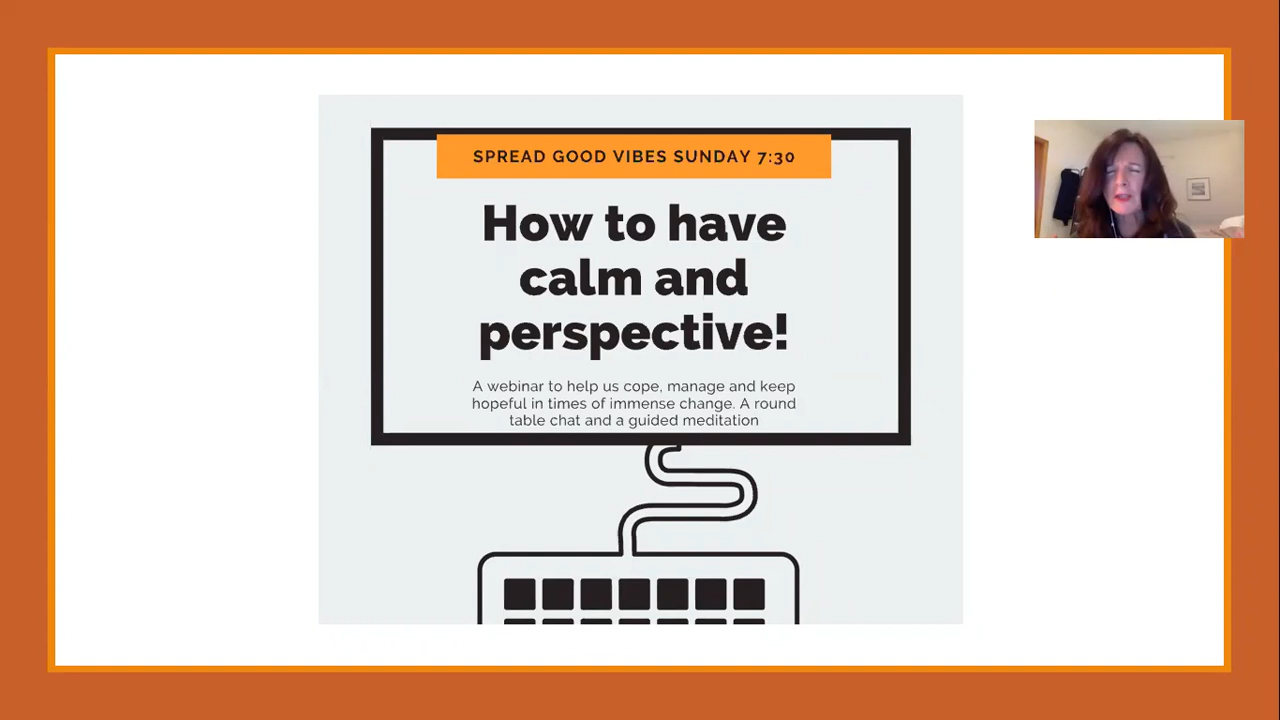 SPREAD GOOD VIBES SUNDAY 7:30
How to have
calm and
perspective!
A webinar to help us cope, manage and keep
hopeful in times of immense change. A round
table chat and a guided meditation